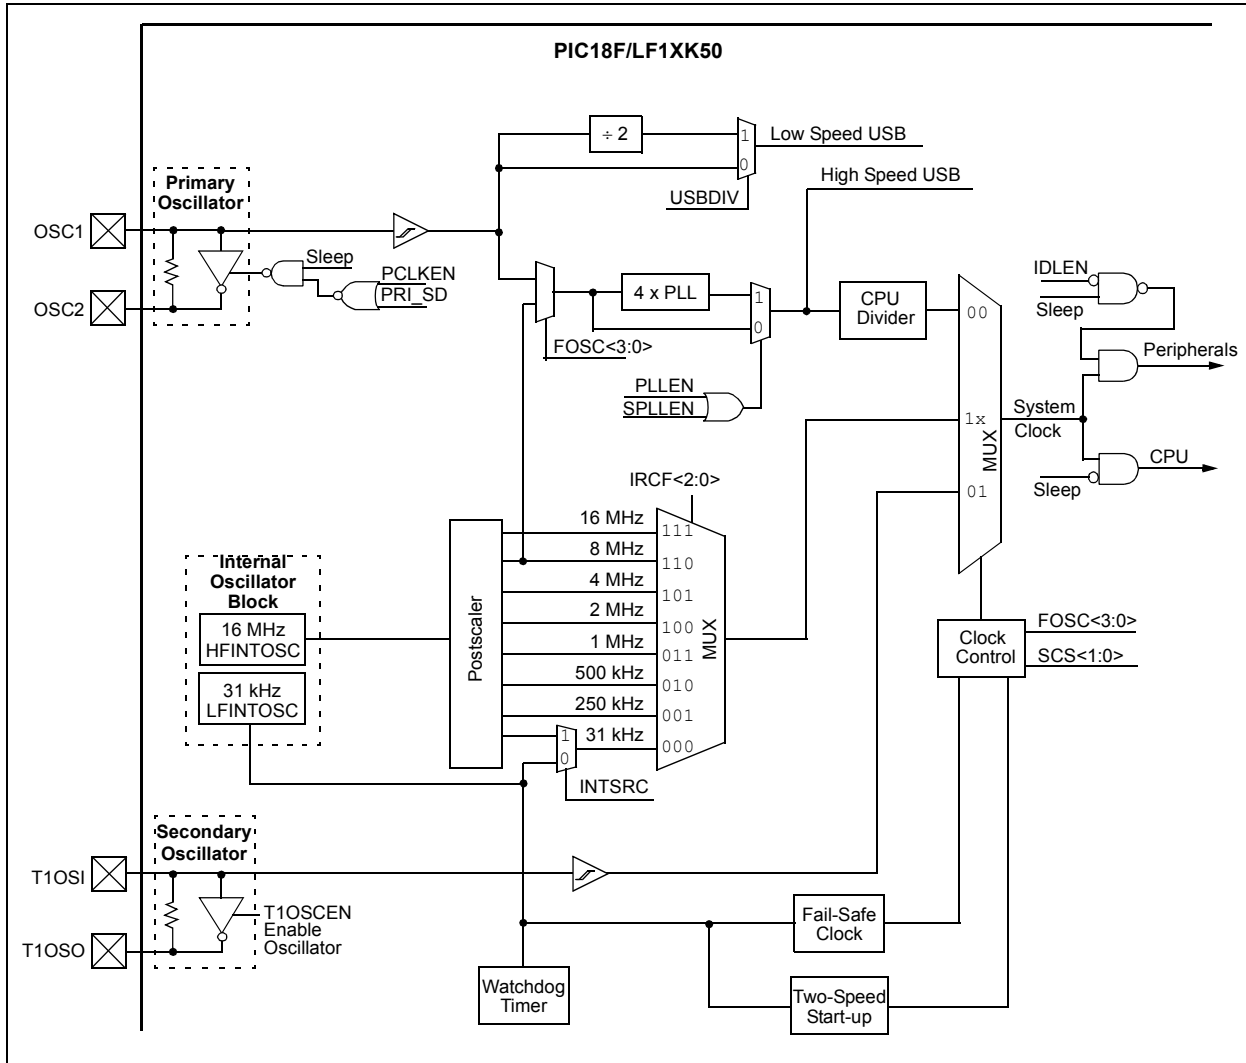 PIC18F/LF1XK50
÷ 2
1
0
Low Speed USB
USBDIV
High Speed USB
Primary
Oscillator
OSC1
OSC2
Sleep
PCLKEN
PRI_SD
4 x PLL
1
0
FOSC<3:0>
PLLEN
SPLLEN
CPU
Divider
00
1x
01
MUX
IDLEN
Sleep
Peripherals
System
Clock
CPU
Sleep
IRCF<2:0>
Internal
Oscillator
Block
16 MHz
HFINTOSC
31 kHz
LFINTOSC
Postscaler
16 MHz
8 MHz
4 MHz
2 MHz
1 MHz
500 kHz
250 kHz
31 kHz
1
0
INTSRC
111
110
101
100
011
010
001
000
MUX
Clock
Control
FOSC<3:0>
SCS<1:0>
Secondary
Oscillator
T1OSI
T1OSO
T1OSCEN
Enable
Oscillator
Fail-Safe
Clock
Watchdog
Timer
Two-Speed
Start-up